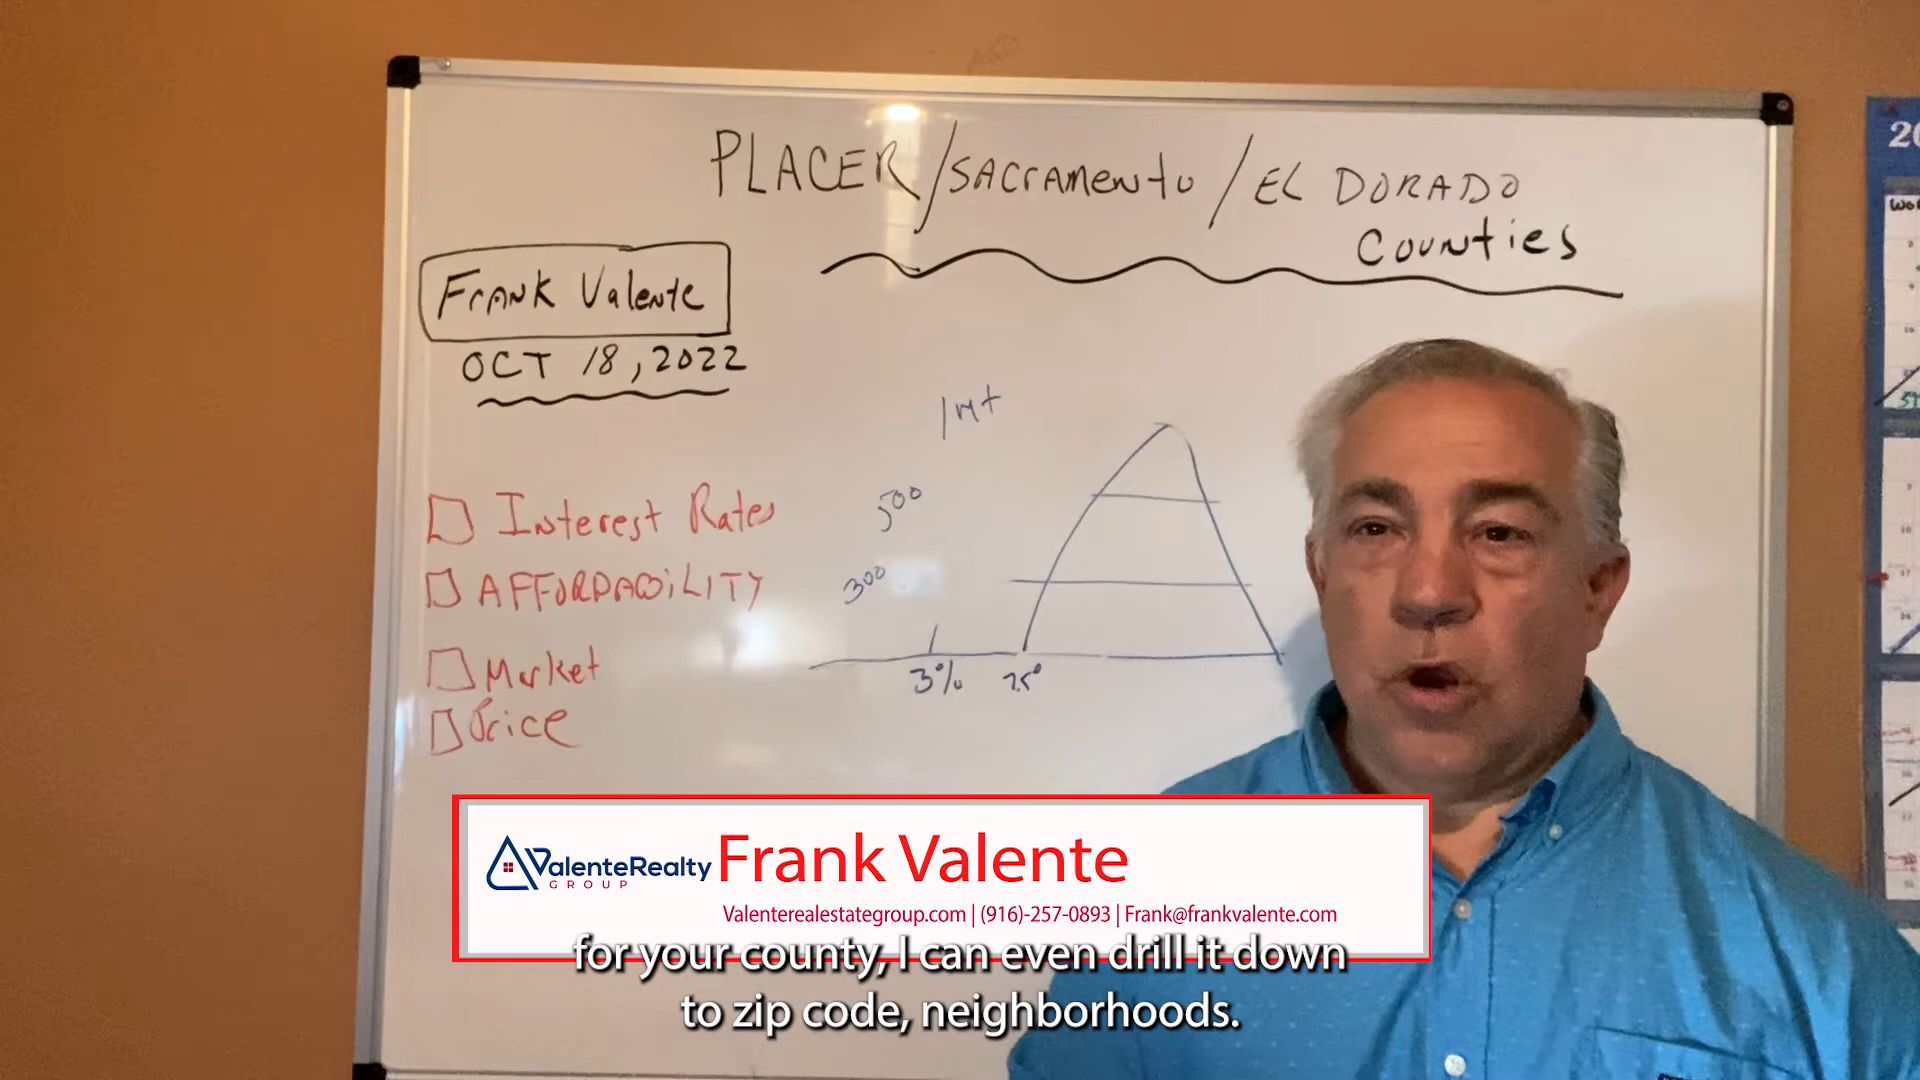 PLACER/SACramento/EL DORADO
Counties
Frank Valente
OCT 18, 2022
1M+
500
300
3% 7.5%
Interest Rates
AFFORDABILITY
Market
Price
ValenteRealty
GROUP
Frank Valente
Valenterealestategroup.com | (916)-257-0893 | Frank@frankvalente.com
for your county, I can even drill it down
to zip code, neighborhoods.